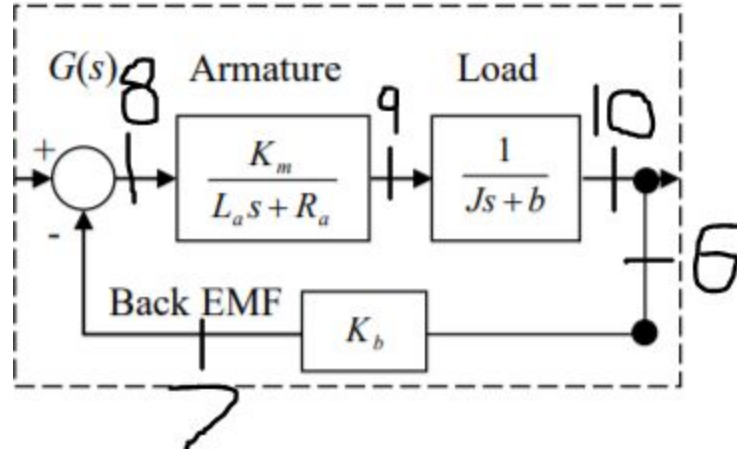 G(s) 8 Armature 9 Load 10
+
K_m
L_a s + R_a
1
Js + b
-
6
Back EMF
K_b
7